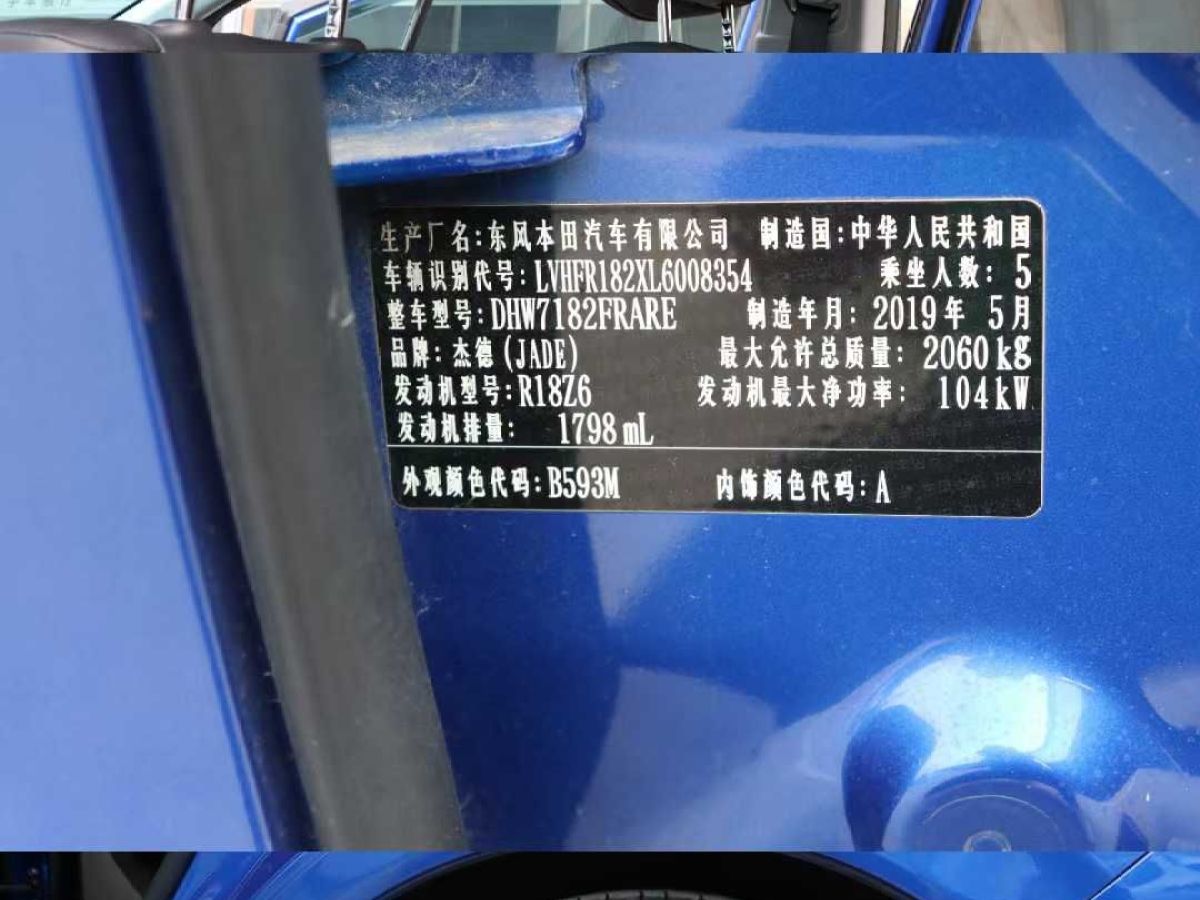 生产厂名:东风本田汽车有限公司 制造国:中华人民共和国
车辆识别代号:LVHFR182XL6008354 乘坐人数:5
整车型号:DHW7182FRARE 制造年月:2019年 5月
品牌:杰德(JADE) 最大允许总质量:2060kg
发动机型号:R18Z6 发动机最大净功率:104kW
发动机排量: 1798mL
外观颜色代码:B593M 内饰颜色代码:A